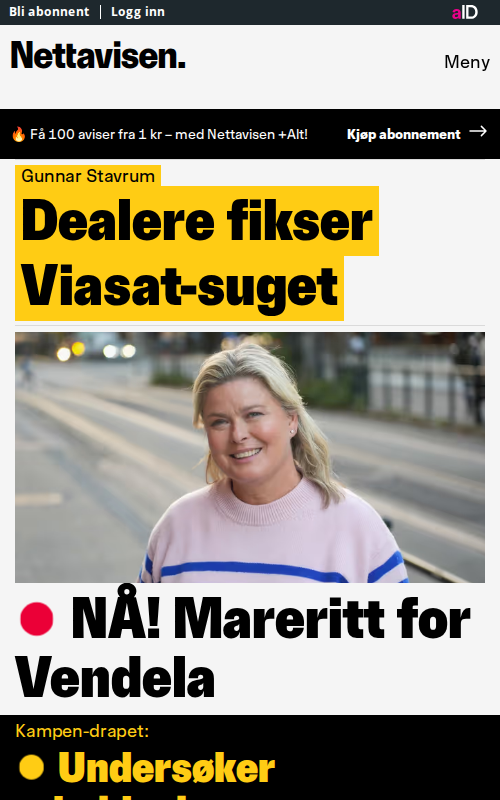 Bli abonnent | Logg inn
aID
Nettavisen.
Meny
🔥 Få 100 aviser fra 1 kr – med Nettavisen +Alt!
Kjøp abonnement →
Gunnar Stavrum
Dealere fikser
Viasat-suget
NÅ! Mareritt for
Vendela
Kampen-drapet:
Undersøker